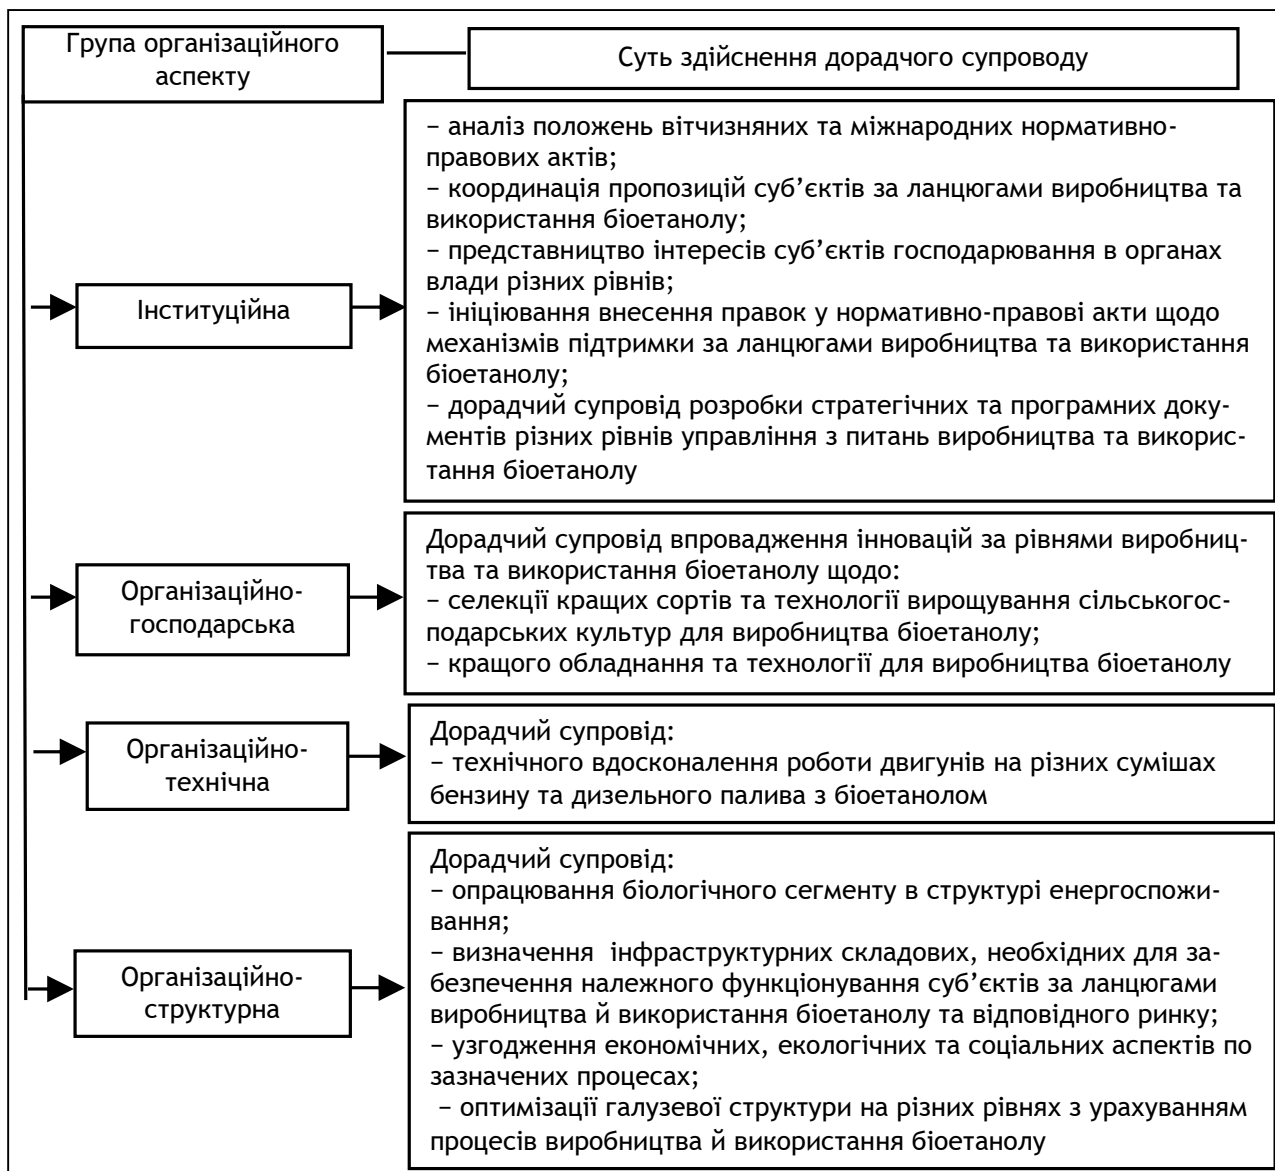 Група організаційного
аспекту
Суть здійснення дорадчого супроводу
Інституційна
– аналіз положень вітчизняних та міжнародних нормативно-
правових актів;
– координація пропозицій суб’єктів за ланцюгами виробництва та
використання біоетанолу;
– представництво інтересів суб’єктів господарювання в органах
влади різних рівнів;
– ініціювання внесення правок у нормативно-правові акти щодо
механізмів підтримки за ланцюгами виробництва та використання
біоетанолу;
– дорадчий супровід розробки стратегічних та програмних доку-
ментів різних рівнів управління з питань виробництва та викорис-
тання біоетанолу
Організаційно-
господарська
Дорадчий супровід впровадження інновацій за рівнями виробниц-
тва та використання біоетанолу щодо:
– селекції кращих сортів та технології вирощування сільськогос-
подарських культур для виробництва біоетанолу;
– кращого обладнання та технології для виробництва біоетанолу
Організаційно-
технічна
Дорадчий супровід:
– технічного вдосконалення роботи двигунів на різних сумішах
бензину та дизельного палива з біоетанолом
Організаційно-
структурна
Дорадчий супровід:
– опрацювання біологічного сегменту в структурі енергоспожи-
вання;
– визначення  інфраструктурних складових, необхідних для за-
безпечення належного функціонування суб’єктів за ланцюгами
виробництва й використання біоетанолу та відповідного ринку;
– узгодження економічних, екологічних та соціальних аспектів по
зазначених процесах;
– оптимізації галузевої структури на різних рівнях з урахуванням
процесів виробництва й використання біоетанолу